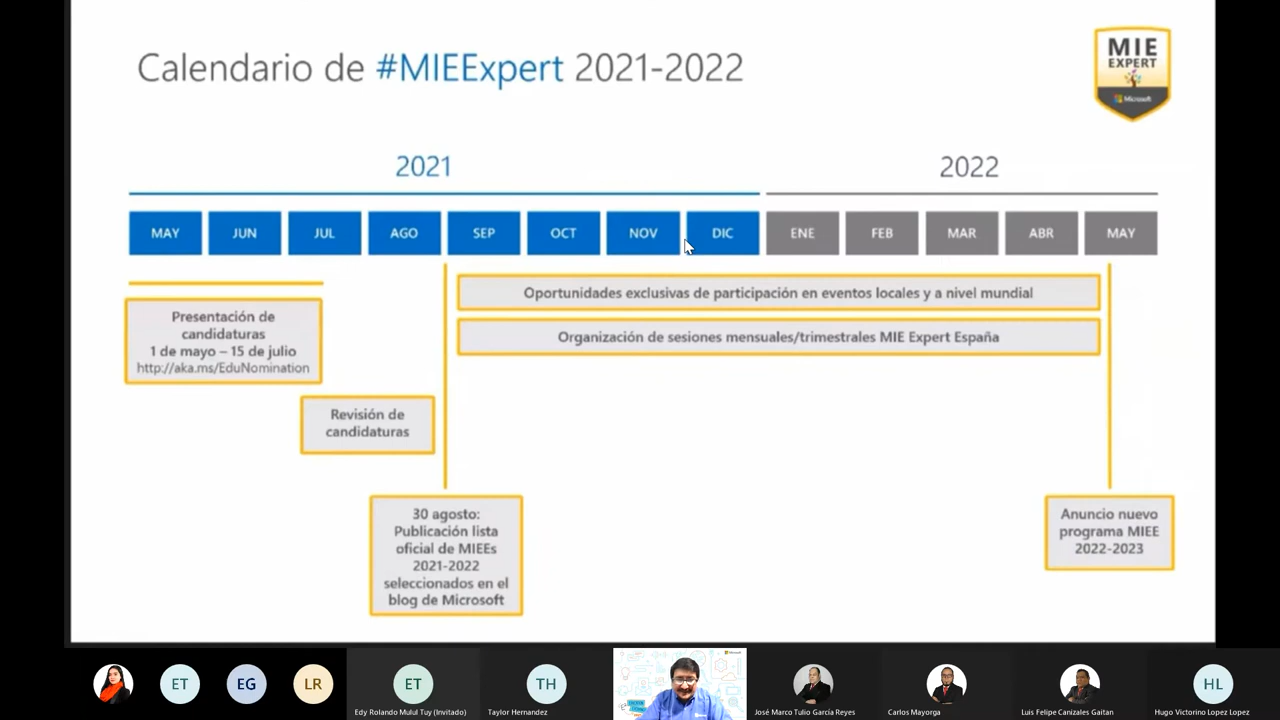 Calendario de #MIEExpert 2021-2022
MIE
EXPERT
Microsoft
2021
2022
MAY
JUN
JUL
AGO
SEP
OCT
NOV
DIC
ENE
FEB
MAR
ABR
MAY
Presentación de
candidaturas
1 de mayo – 15 de julio
http://aka.ms/EduNomination
Oportunidades exclusivas de participación en eventos locales y a nivel mundial
Organización de sesiones mensuales/trimestrales MIE Expert España
Revisión de
candidaturas
30 agosto:
Publicación lista
oficial de MIEEs
2021-2022
seleccionados en el
blog de Microsoft
Anuncio nuevo
programa MIEE
2022-2023
ET
EG
LR
ET
TH
HL
Edy Rolando Mulul Tuy (Invitado)
Taylor Hernandez
José Marco Tulio García Reyes
Carlos Mayorga
Luis Felipe Canizales Gaitan
Hugo Victorino Lopez Lopez